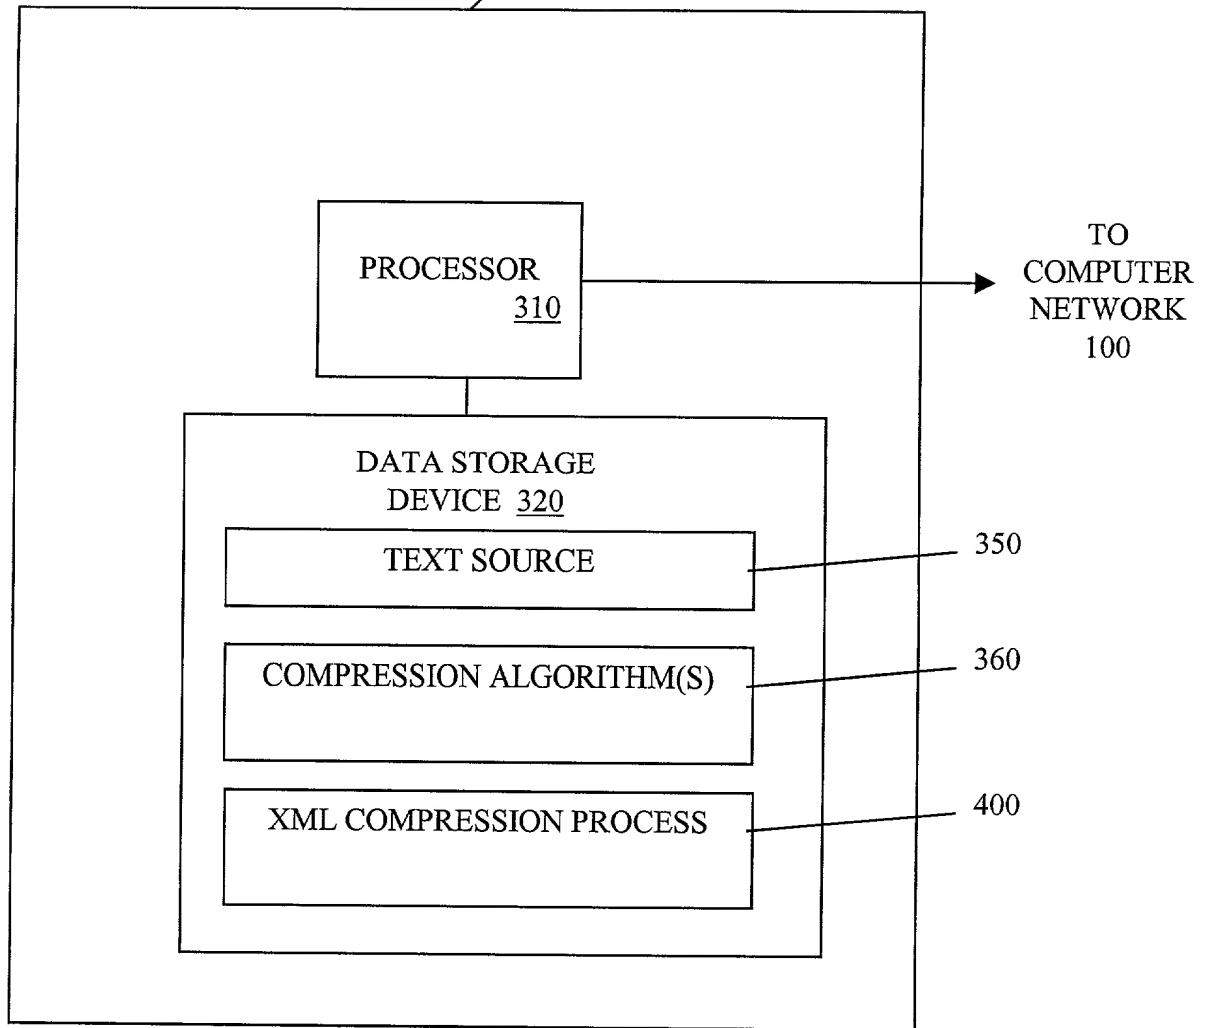 PROCESSOR
310
TO
COMPUTER
NETWORK
100
DATA STORAGE
DEVICE 320
TEXT SOURCE
350
COMPRESSION ALGORITHM(S)
360
XML COMPRESSION PROCESS
400